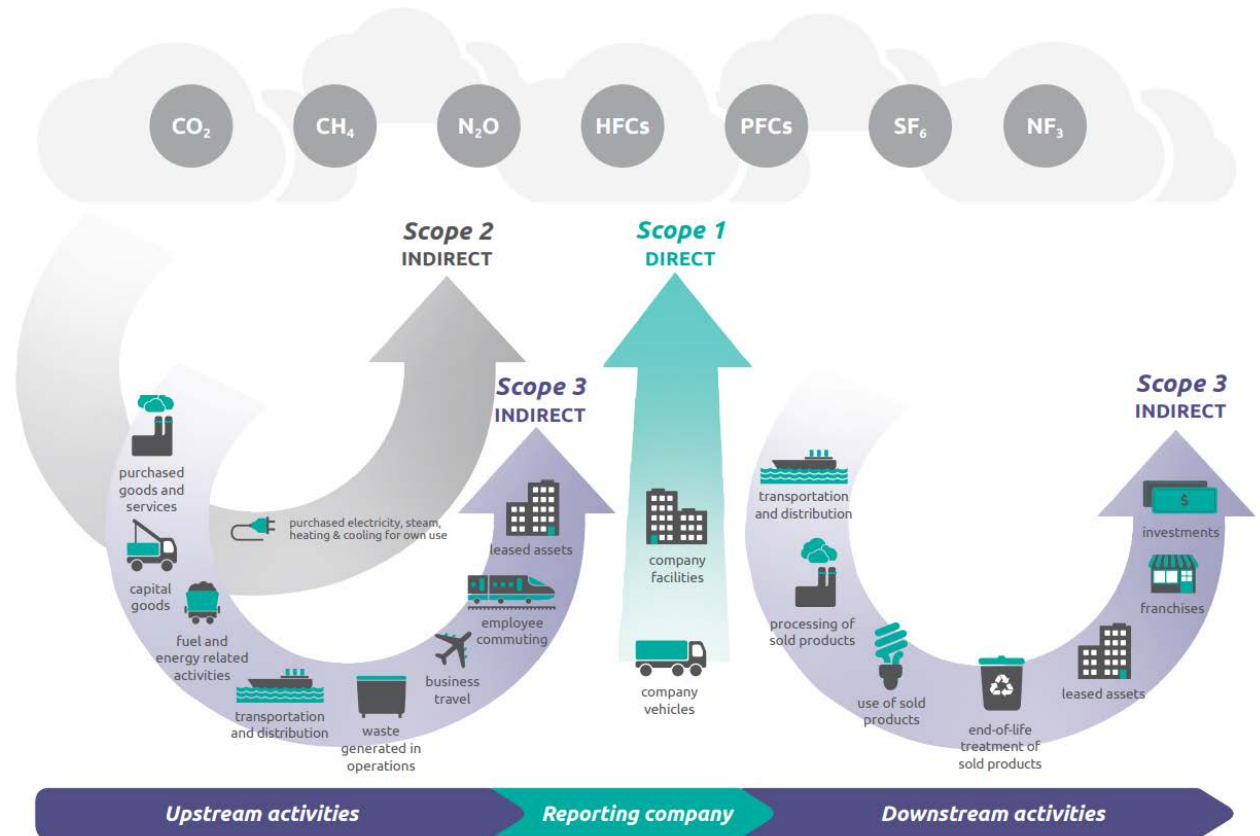 CO₂
CH₄
N₂O
HFCs
PFCs
SF₆
NF₃
Scope 2
INDIRECT
Scope 1
DIRECT
Scope 3
INDIRECT
Scope 3
INDIRECT
purchased
goods and
services
capital
goods
fuel and
energy related
activities
purchased electricity, steam,
heating & cooling for own use
transportation
and distribution
waste
generated in
operations
business
travel
employee
commuting
leased assets
company
facilities
company
vehicles
transportation
and distribution
processing of
sold products
use of sold
products
end-of-life
treatment of
sold products
leased assets
franchises
$
investments
Upstream activities
Reporting company
Downstream activities